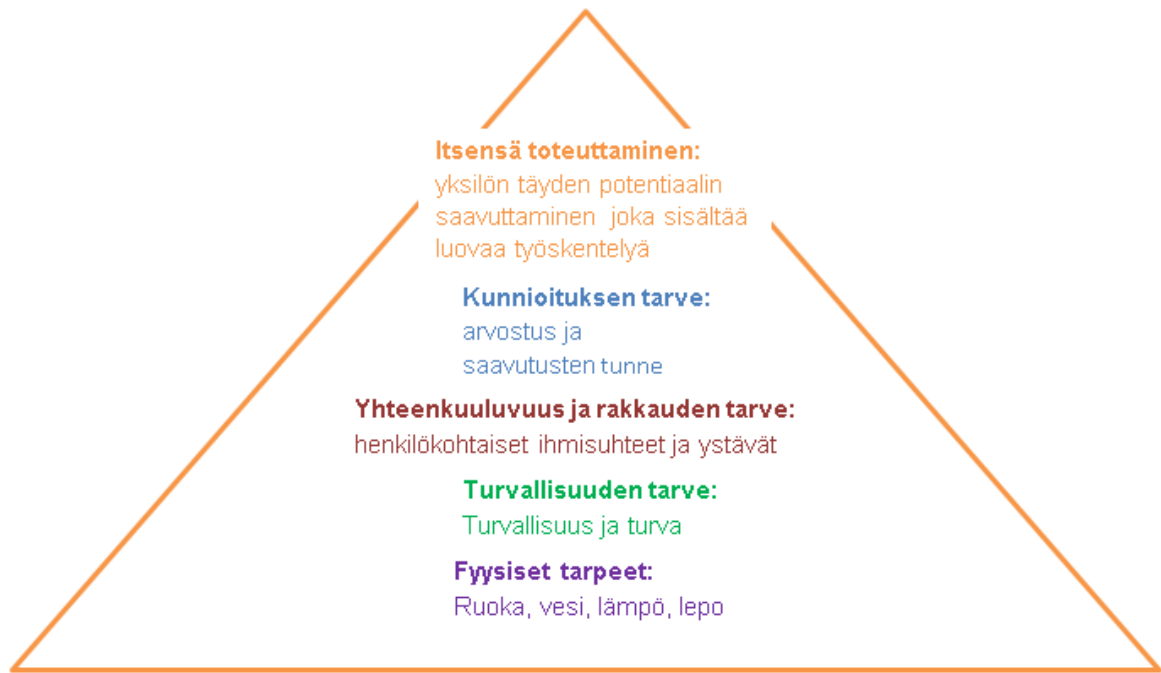 Itsensä toteuttaminen:
yksilön täyden potentiaalin
saavuttaminen joka sisältää
luovaa työskentelyä
Kunnioituksen tarve:
arvostus ja
saavutusten tunne
Yhteenkuuluvuus ja rakkauden tarve:
henkilökohtaiset ihmisuhteet ja ystävät
Turvallisuuden tarve:
Turvallisuus ja turva
Fyysiset tarpeet:
Ruoka, vesi, lämpö, lepo